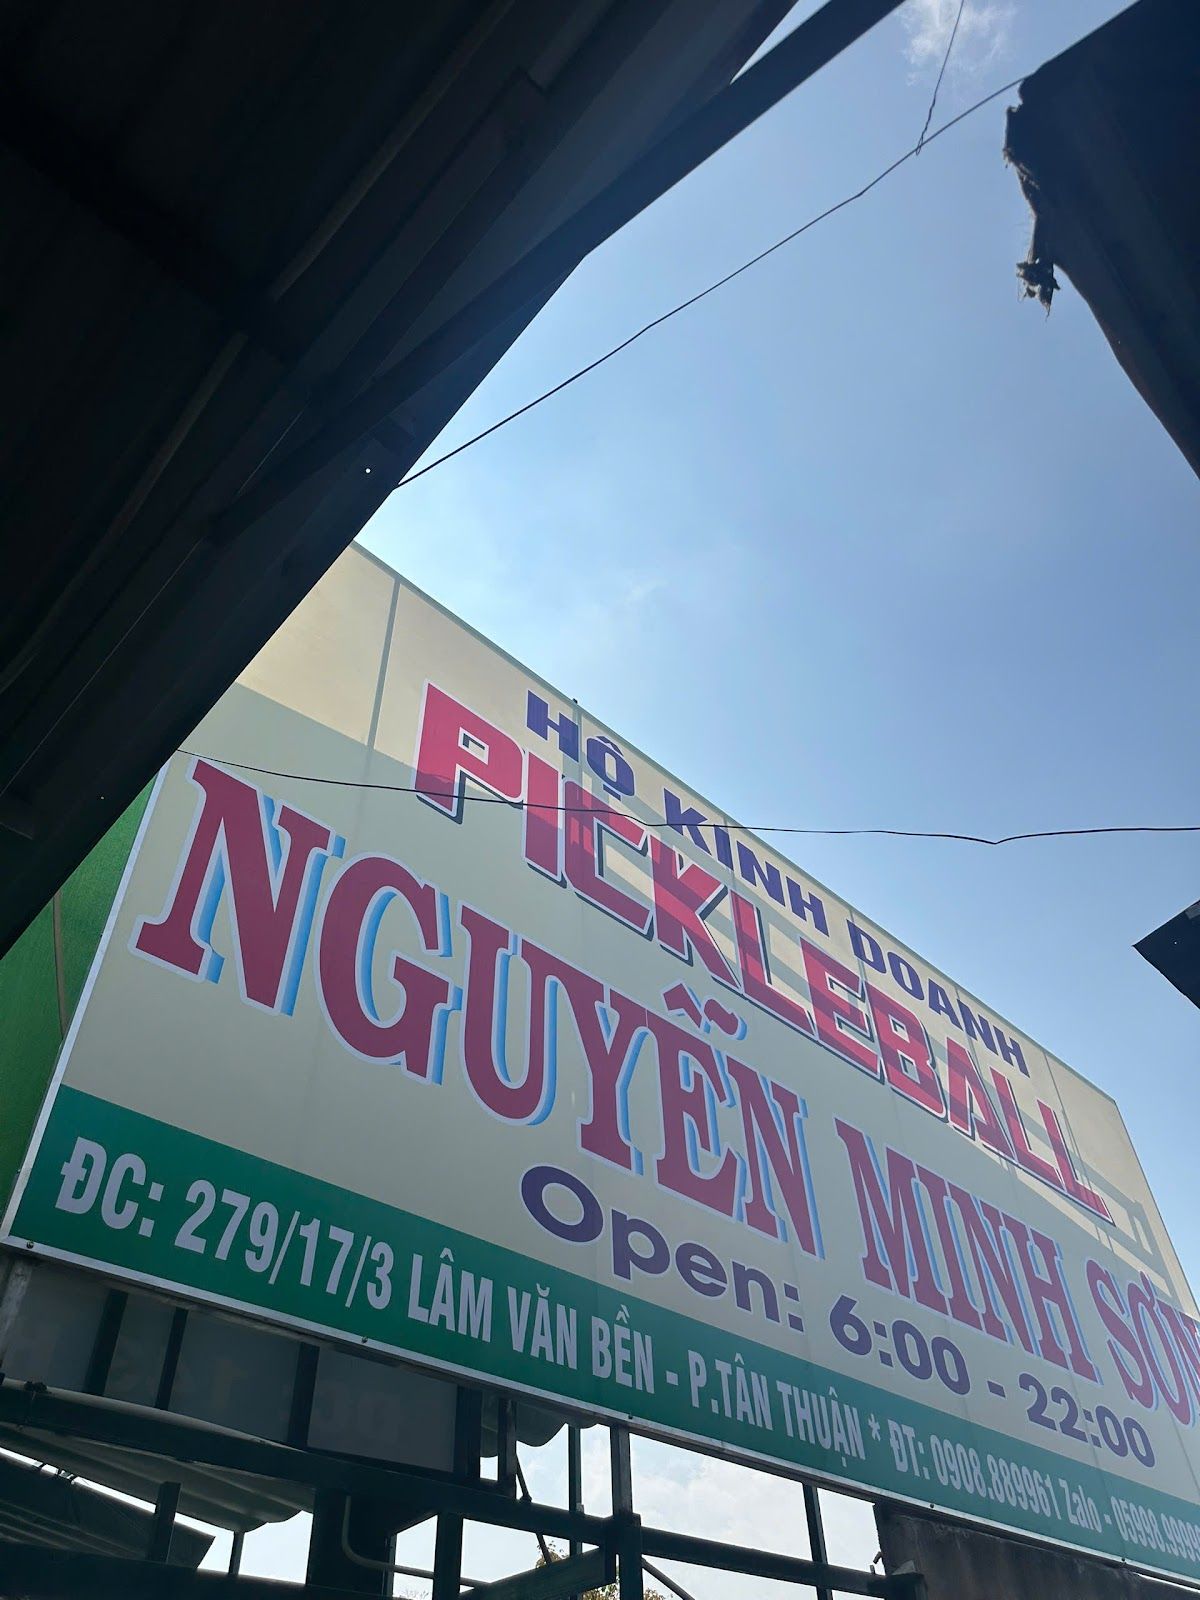 HỘ KINH DOANH
PICKLEBALL
NGUYỄN MINH SƠN
Open: 6:00 - 22:00
ĐC: 279/17/3 LÂM VĂN BỀN - P.TÂN THUẬN * ĐT: 0908.889961 Zalo -